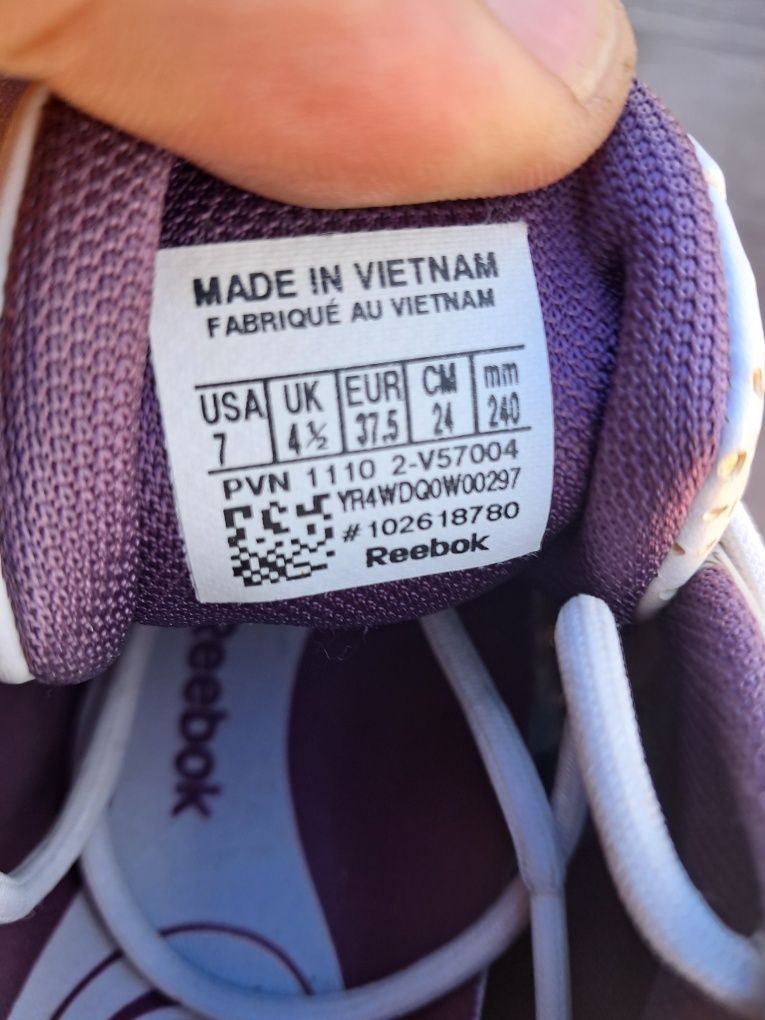 MADE IN VIETNAM
FABRIQUÉ AU VIETNAM
USA UK EUR CM mm
7 4½ 37.5 24 240
PVN 1110 2-V57004
YR4WDQ0W00297
#102618780
Reebok
Reebok